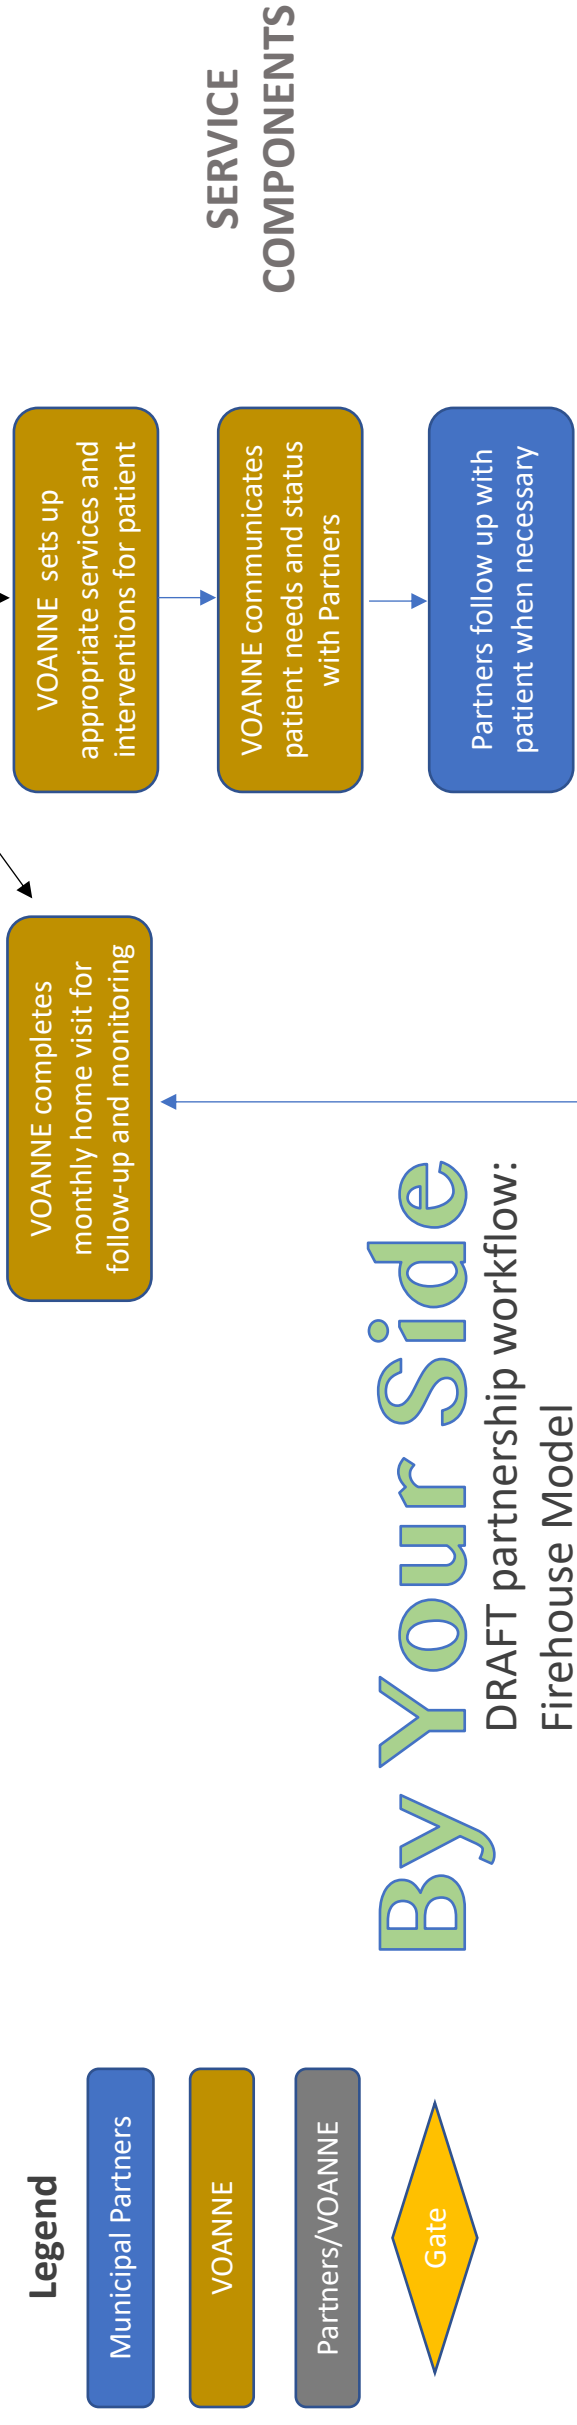 Legend
Municipal Partners
VOANNE
Partners/VOANNE
Gate
By Your Side
DRAFT partnership workflow:
Firehouse Model
VOANNE completes
monthly home visit for
follow-up and monitoring
VOANNE sets up
appropriate services and
interventions for patient
VOANNE communicates
patient needs and status
with Partners
Partners follow up with
patient when necessary
SERVICE
COMPONENTS